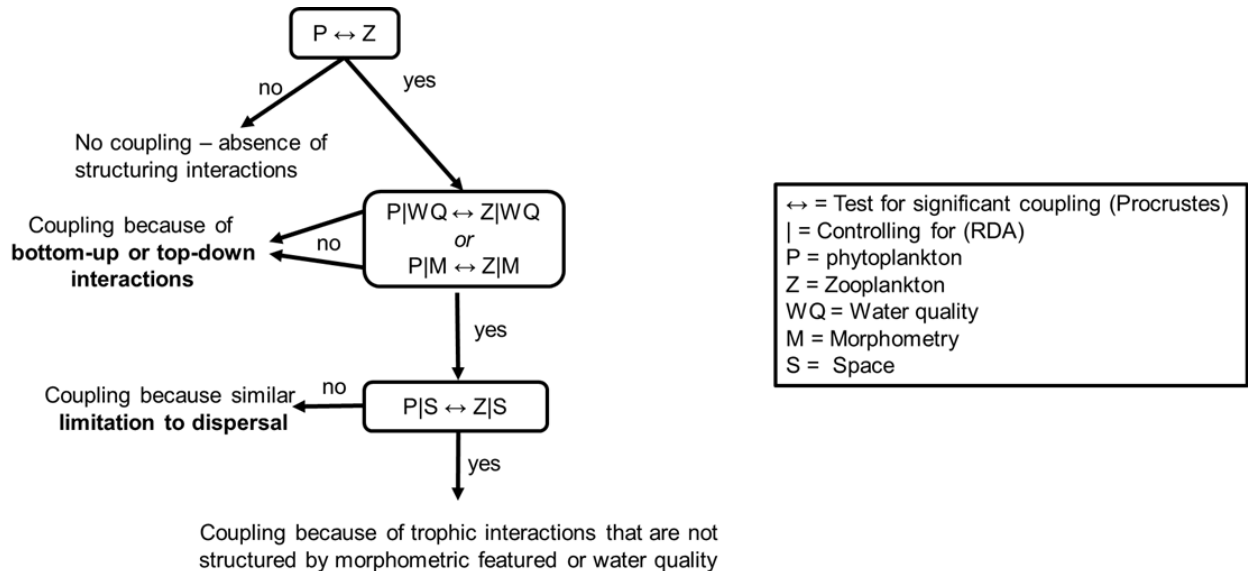 P ↔ Z
no
yes
No coupling – absence of
structuring interactions
P|WQ ↔ Z|WQ
or
P|M ↔ Z|M
Coupling because of
bottom-up or top-down
interactions
no
yes
Coupling because similar
limitation to dispersal
no
P|S ↔ Z|S
yes
Coupling because of trophic interactions that are not
structured by morphometric featured or water quality
↔ = Test for significant coupling (Procrustes)
| = Controlling for (RDA)
P = phytoplankton
Z = Zooplankton
WQ = Water quality
M = Morphometry
S = Space